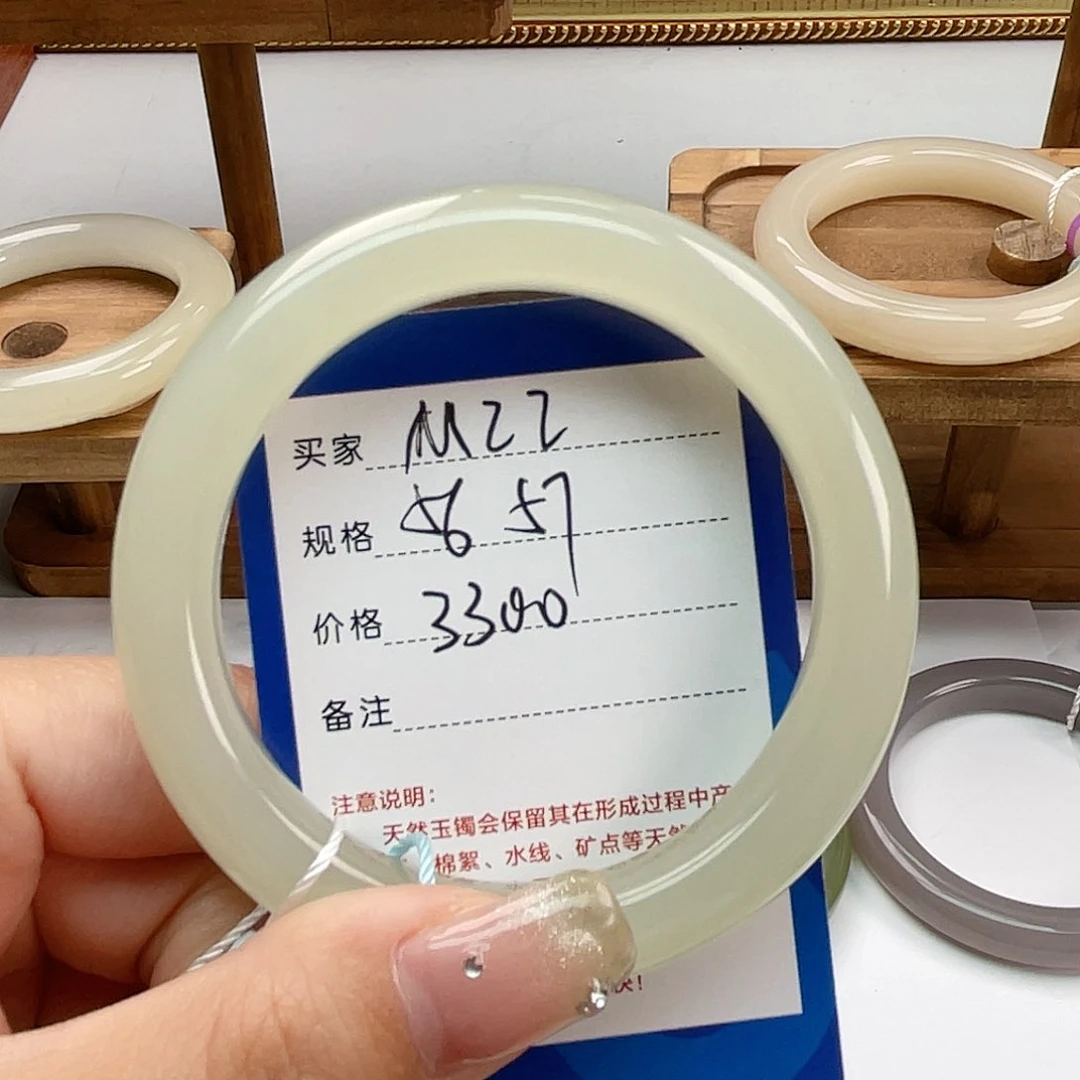 买家 MZZ
规格 56 57
价格 3300
备注
注意说明：
天然玉镯会保留其在形成过程中产
棉絮、水线、矿点等天然
！